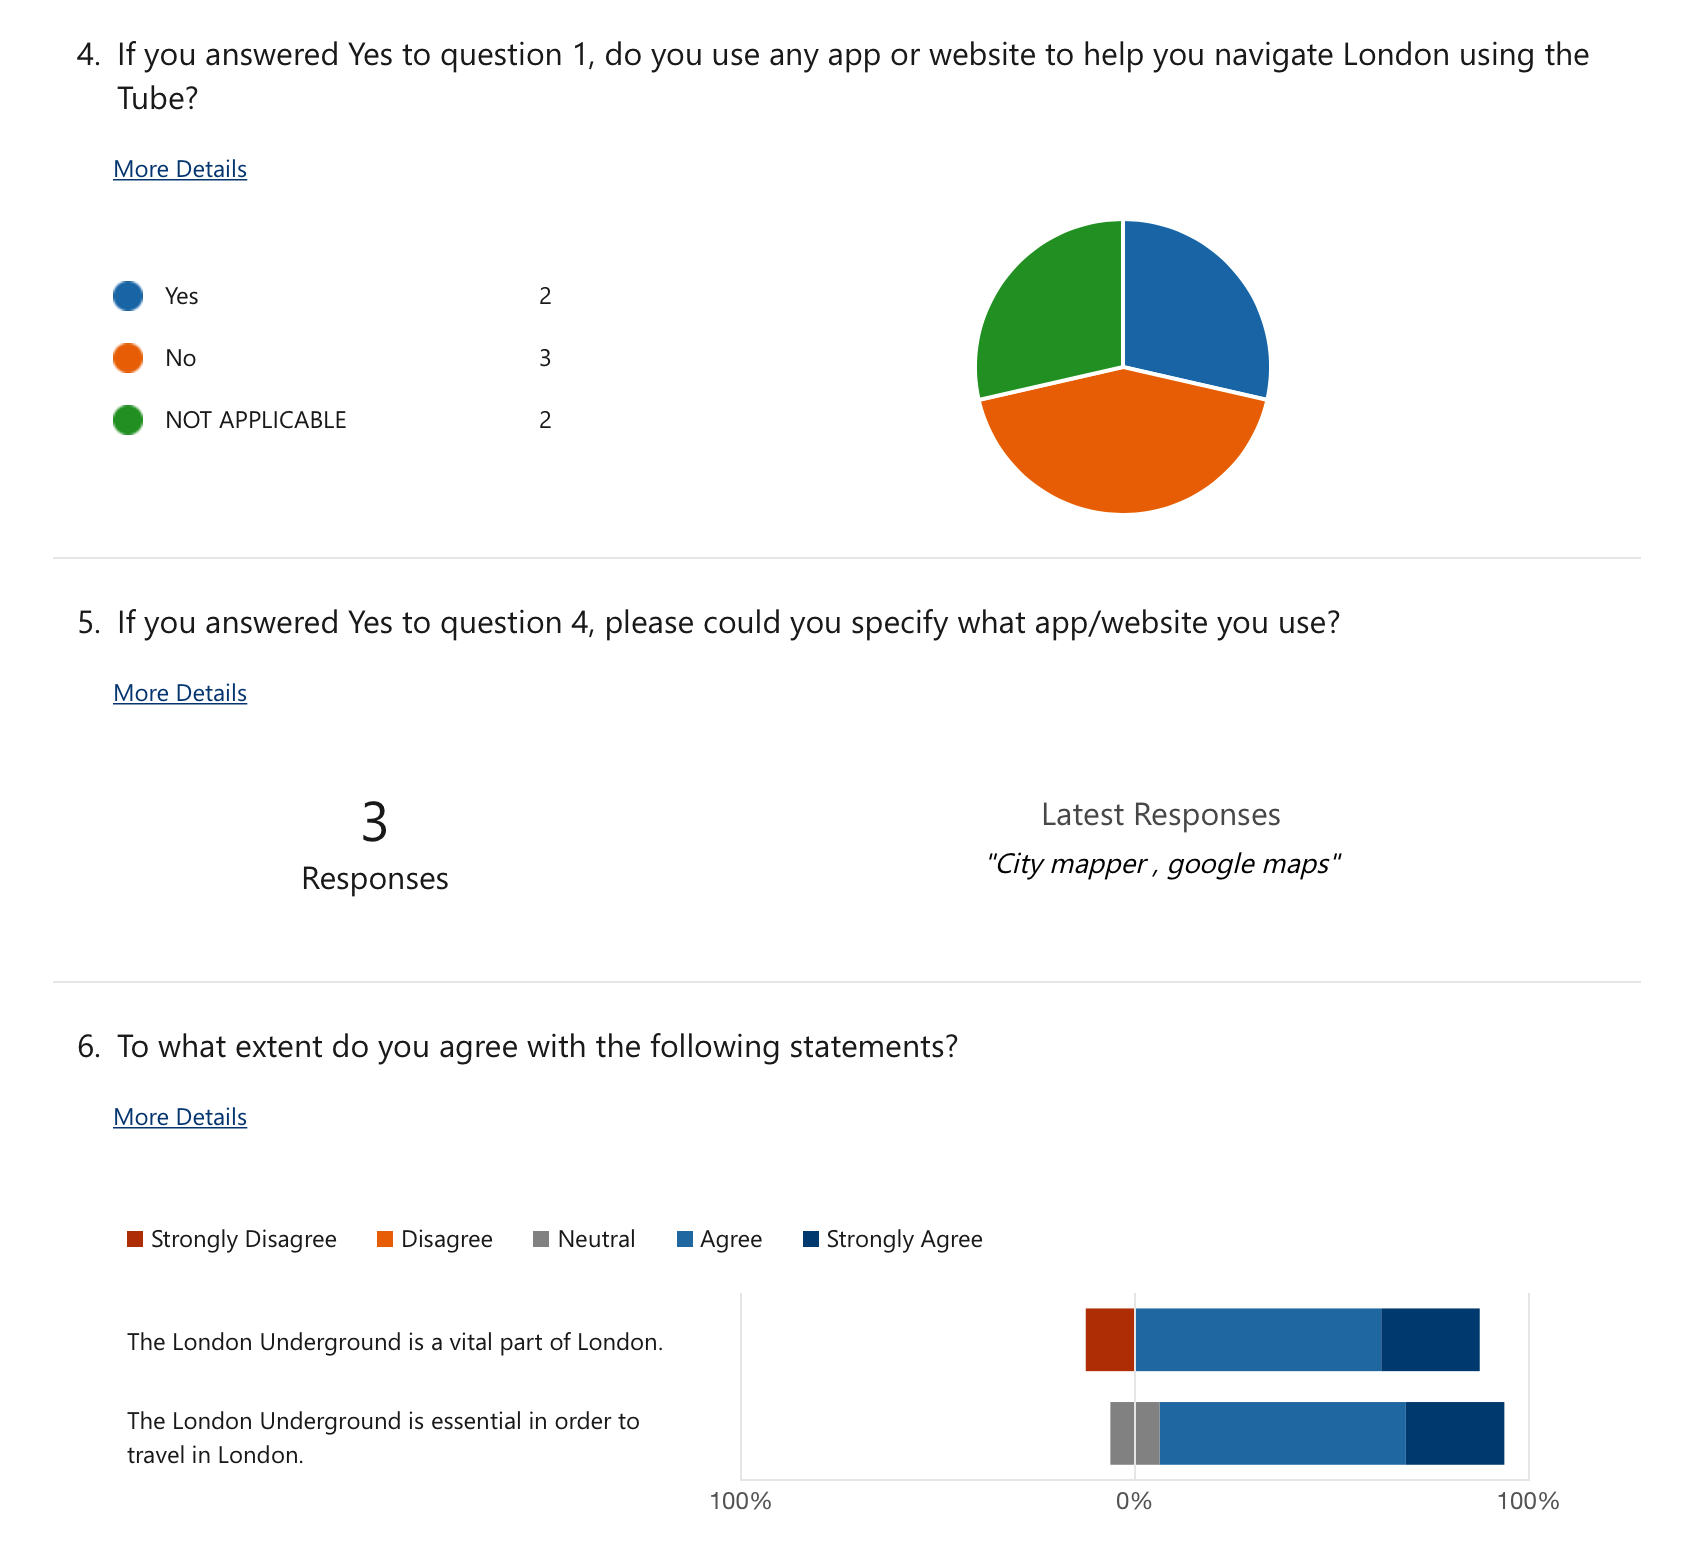 4. If you answered Yes to question 1, do you use any app or website to help you navigate London using the
Tube?
More Details
Yes 2
No 3
NOT APPLICABLE 2
5. If you answered Yes to question 4, please could you specify what app/website you use?
More Details
3
Responses
Latest Responses
"City mapper , google maps"
6. To what extent do you agree with the following statements?
More Details
Strongly Disagree Disagree Neutral Agree Strongly Agree
The London Underground is a vital part of London.
The London Underground is essential in order to
travel in London.
100% 0% 100%